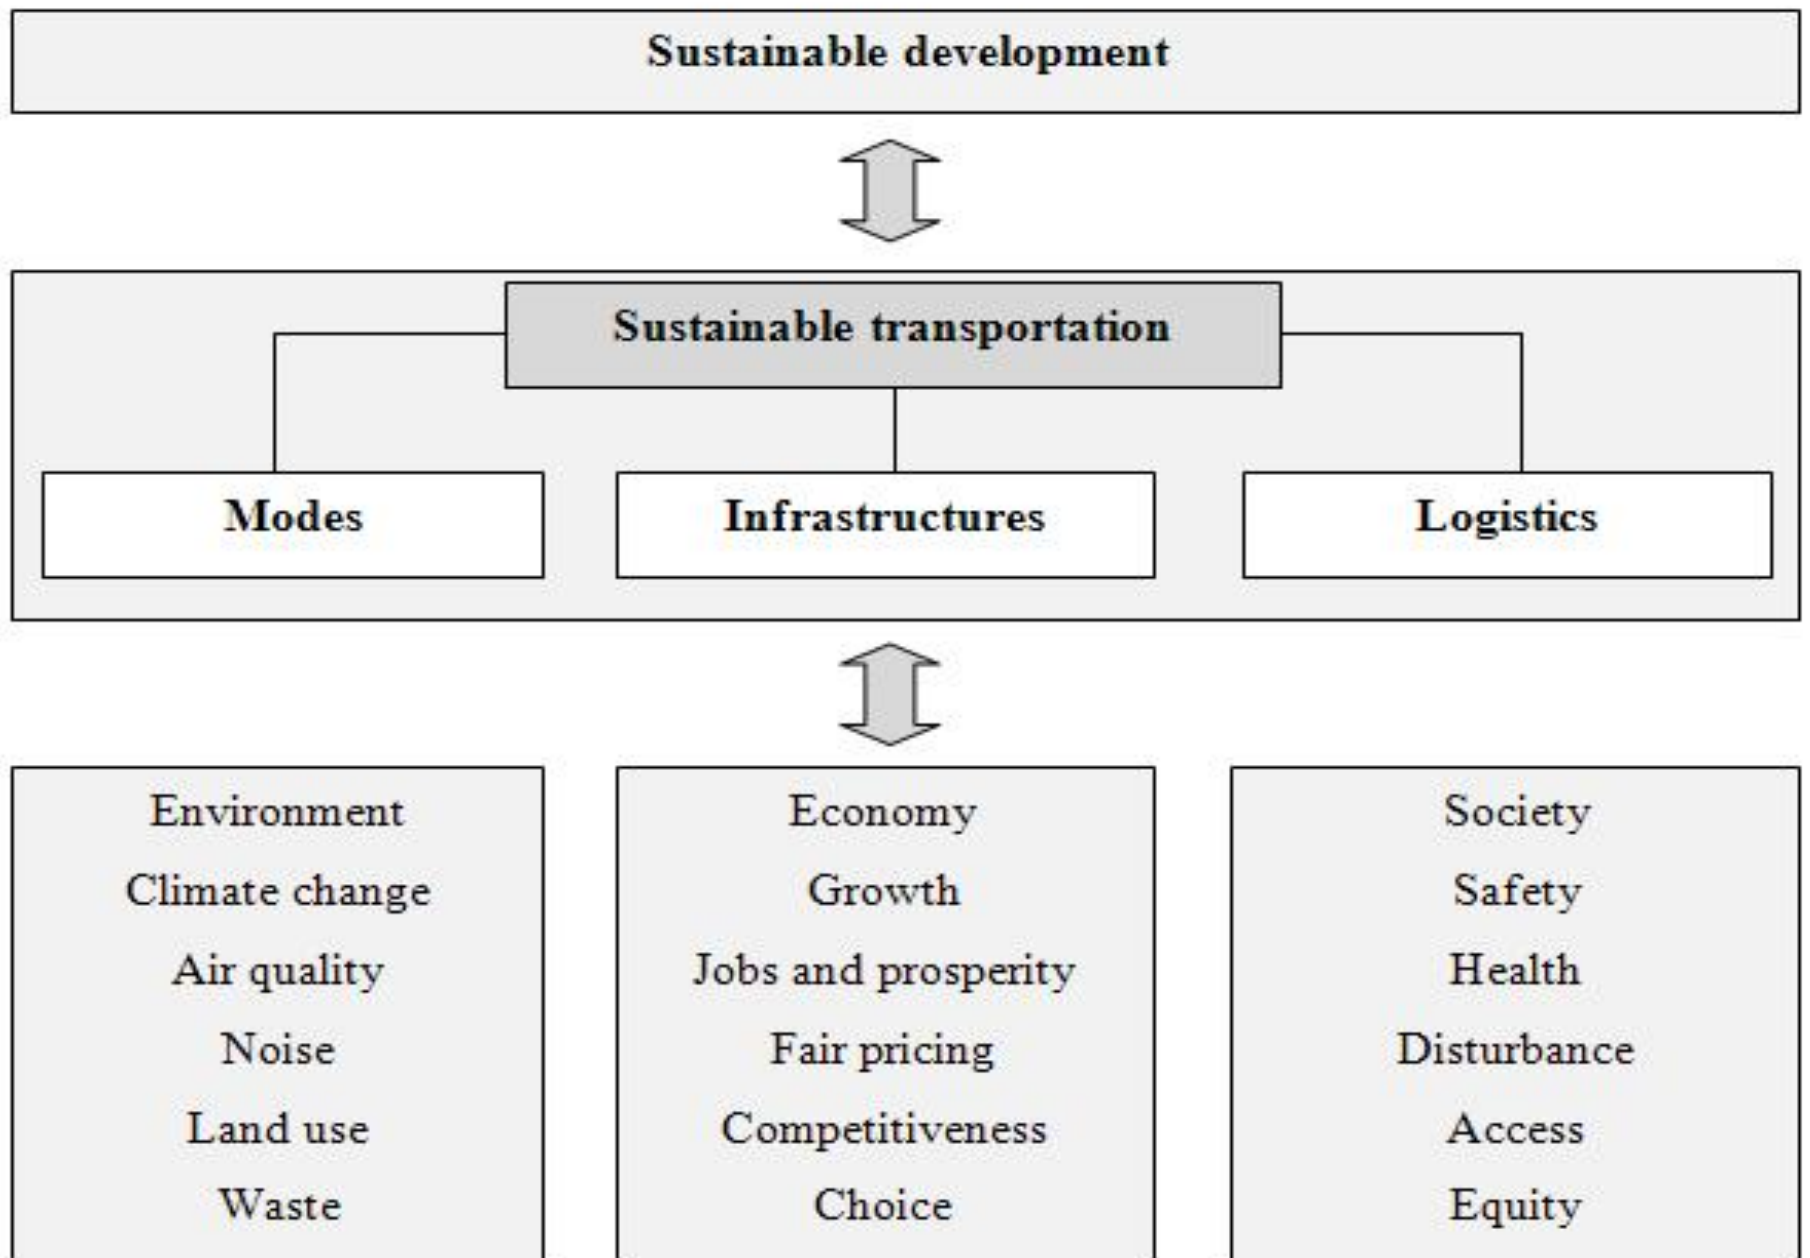 Sustainable development
Sustainable transportation
Modes
Infrastructures
Logistics
Environment
Climate change
Air quality
Noise
Land use
Waste
Economy
Growth
Jobs and prosperity
Fair pricing
Competitiveness
Choice
Society
Safety
Health
Disturbance
Access
Equity